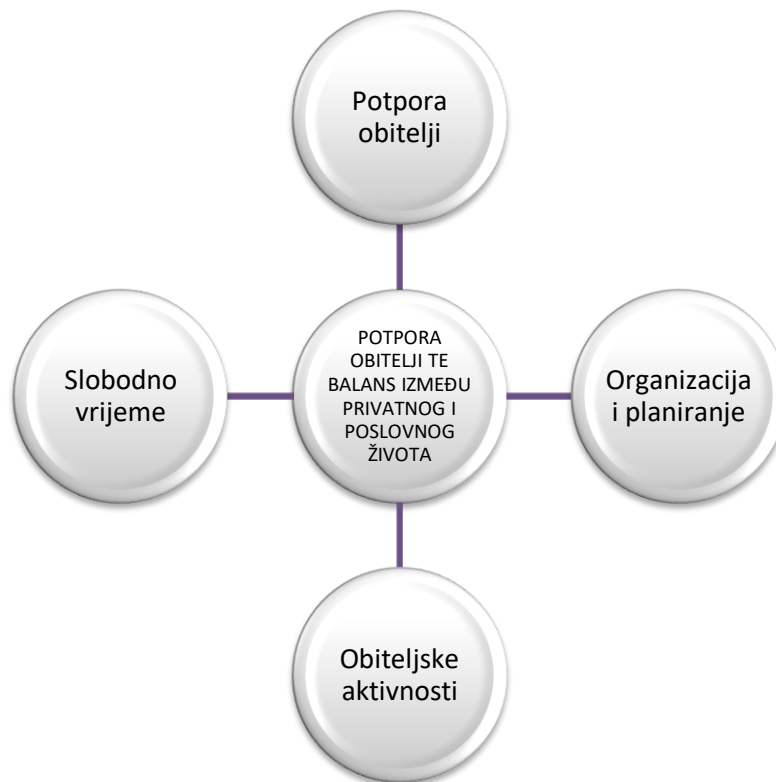 Potpora
obitelji
Slobodno
vrijeme
POTPORA
OBITELJI TE
BALANS IZMEĐU
PRIVATNOG I
POSLOVNOG
ŽIVOTA
Organizacija
i planiranje
Obiteljske
aktivnosti